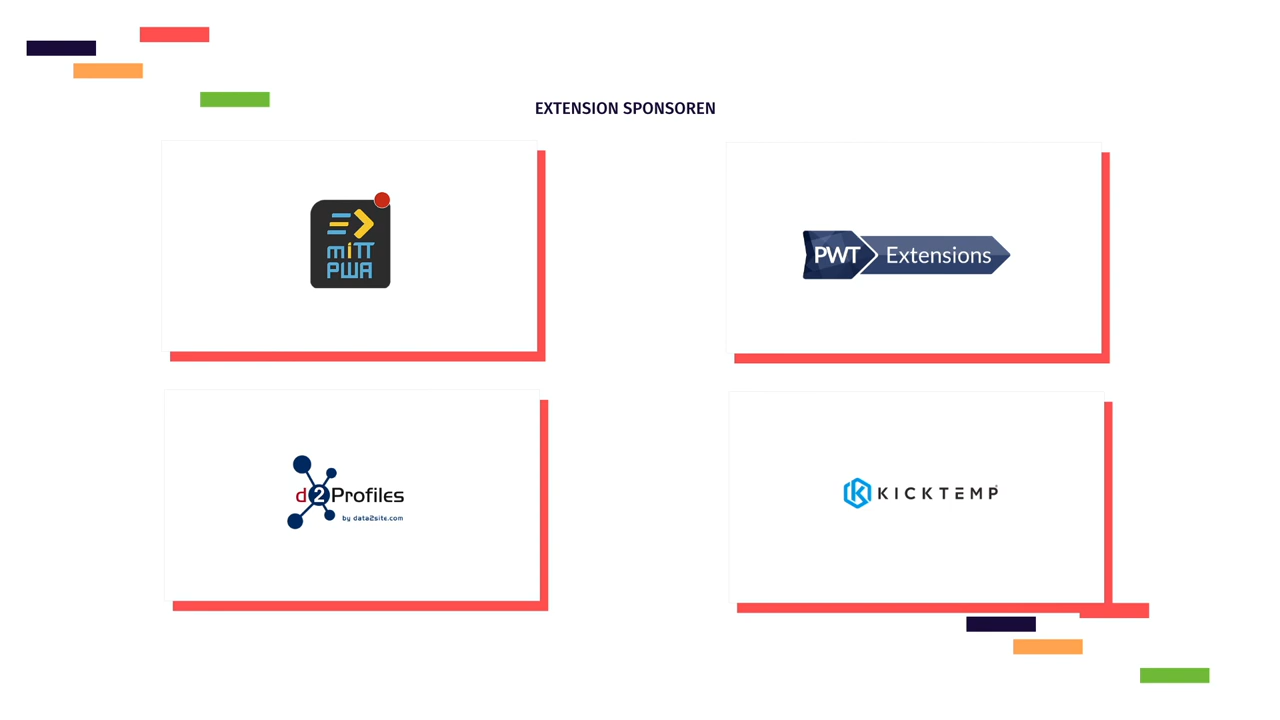 EXTENSION SPONSOREN
miTT
PWA
PWT Extensions
d2Profiles
by data2site.com
KICKTEMP